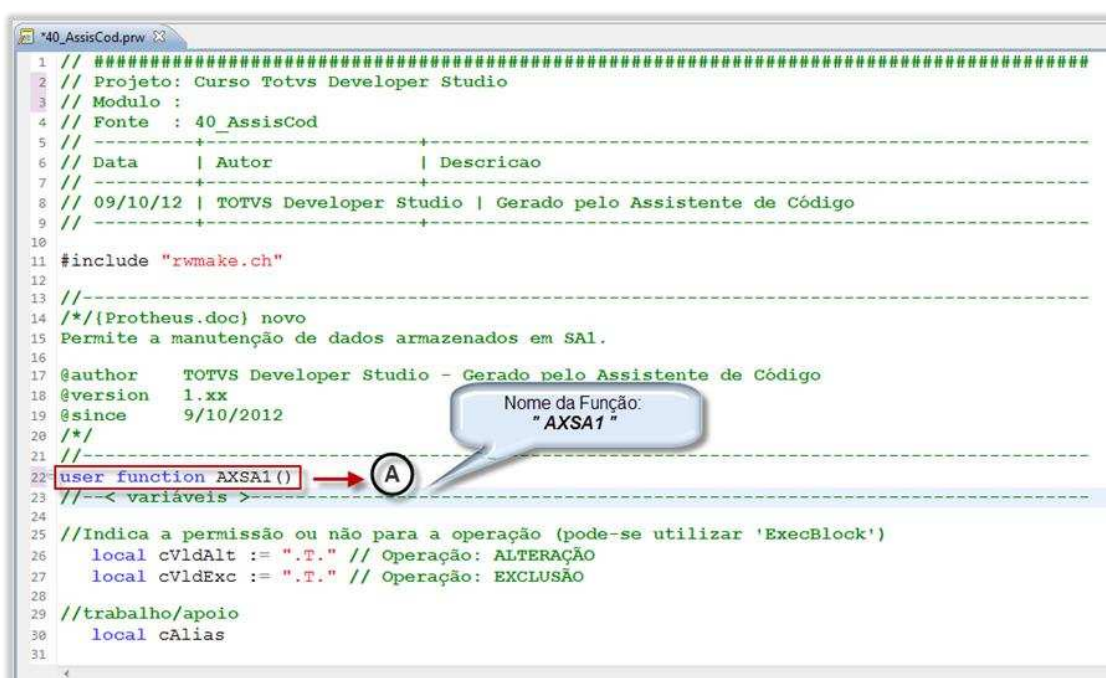 *40_AssisCod.prw
1 // #########################################################################################
2 // Projeto: Curso Totvs Developer Studio
3 // Modulo :
4 // Fonte  : 40_AssisCod
5 // ---------+-------------------+-----------------------------------------------------------
6 // Data     | Autor             | Descricao
7 // ---------+-------------------+-----------------------------------------------------------
8 // 09/10/12 | TOTVS Developer Studio | Gerado pelo Assistente de Código
9 // ---------+-------------------+-----------------------------------------------------------
10
11 #include "rwmake.ch"
12
13 //------------------------------------------------------------------------------------------
14 /*/{Protheus.doc} novo
15 Permite a manutenção de dados armazenados em SA1.
16
17 @author    TOTVS Developer Studio - Gerado pelo Assistente de Código
18 @version   1.xx
19 @since     9/10/2012
20 /*/
Nome da Função:
" AXSA1 "
21 //------------------------------------------------------------------------------------------
22 user function AXSA1()
A
23 //--< variáveis >---------------------------------------------------------------------------
24
25 //Indica a permissão ou não para a operação (pode-se utilizar 'ExecBlock')
26 local cVldAlt := ".T." // Operação: ALTERAÇÃO
27 local cVldExc := ".T." // Operação: EXCLUSÃO
28
29 //trabalho/apoio
30 local cAlias
31